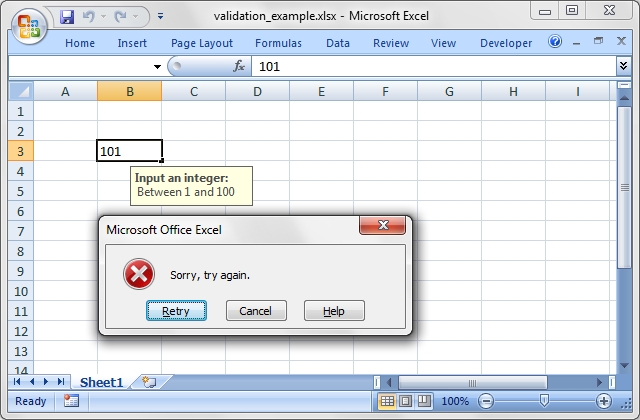 validation_example.xlsx - Microsoft Excel
Home Insert Page Layout Formulas Data Review View Developer
fx 101
A B C D E F G H I
1
2
3 101
4
Input an integer:
5 Between 1 and 100
6
7
Microsoft Office Excel
8
9
Sorry, try again.
10
11 Retry Cancel Help
12
13
14
Sheet1
Ready 100%